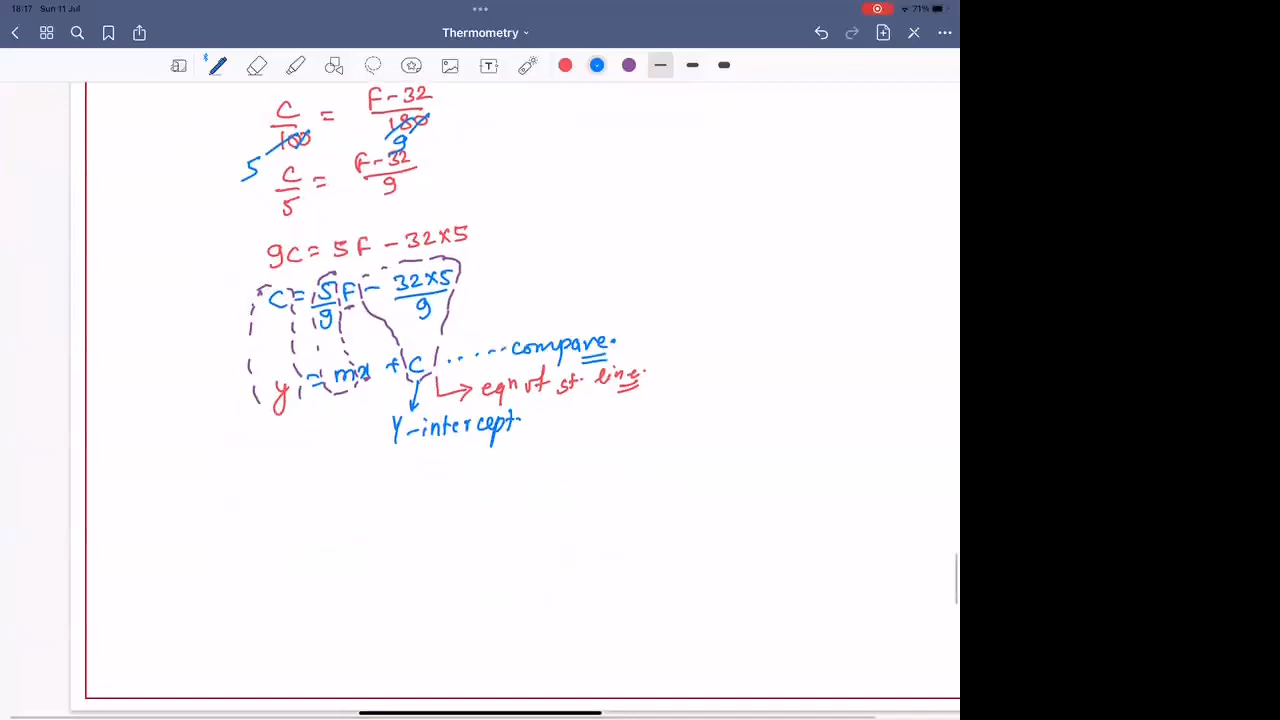 18:17 Sun 11 Jul
71%
Thermometry
C/100 = F-32/180
5 9
C/5 = F-32/9
9C = 5F - 32×5
C = 5/9 F - 32×5/9
y = mx + C ...... compare.
eqn of st. line.
Y-intercept